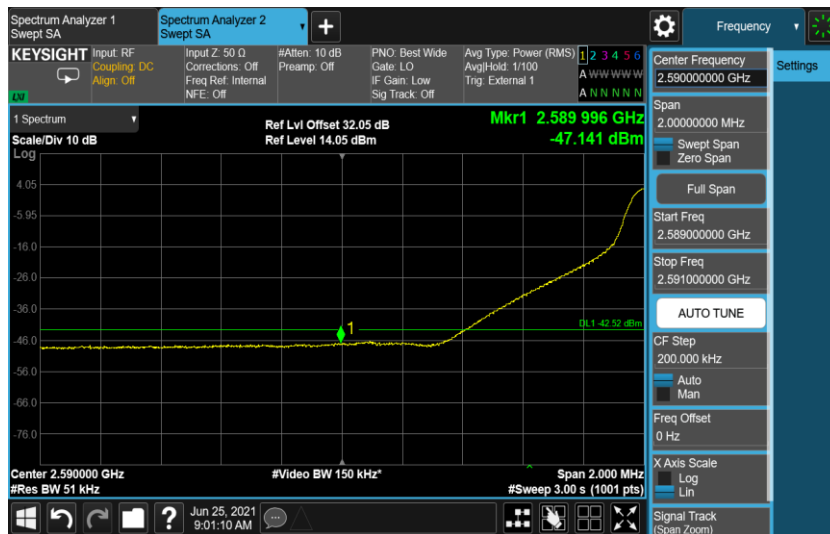 Spectrum Analyzer 1
Swept SA
Spectrum Analyzer 2
Swept SA
Frequency
KEYSIGHT
Input: RF
Coupling: DC
Align: Off
Input Z: 50 Ω
Corrections: Off
Freq Ref: Internal
NFE: Off
#Atten: 10 dB
Preamp: Off
PNO: Best Wide
Gate: LO
IF Gain: Low
Sig Track: Off
Avg Type: Power (RMS)
Avg|Hold: 1/100
Trig: External 1
1 2 3 4 5 6
A W W W W W
A N N N N N
LXI
1 Spectrum
Scale/Div 10 dB
Log
Ref Lvl Offset 32.05 dB
Ref Level 14.05 dBm
Mkr1 2.589 996 GHz
-47.141 dBm
4.05
-5.95
-16.0
-26.0
-36.0
-46.0
-56.0
-66.0
-76.0
1
DL1 -42.52 dBm
Center 2.590000 GHz
#Res BW 51 kHz
#Video BW 150 kHz*
Span 2.000 MHz
#Sweep 3.00 s (1001 pts)
Center Frequency
2.590000000 GHz
Settings
Span
2.00000000 MHz
Swept Span
Zero Span
Full Span
Start Freq
2.589000000 GHz
Stop Freq
2.591000000 GHz
AUTO TUNE
CF Step
200.000 kHz
Auto
Man
Freq Offset
0 Hz
X Axis Scale
Log
Lin
Signal Track
(Span Zoom)
?
Jun 25, 2021
9:01:10 AM